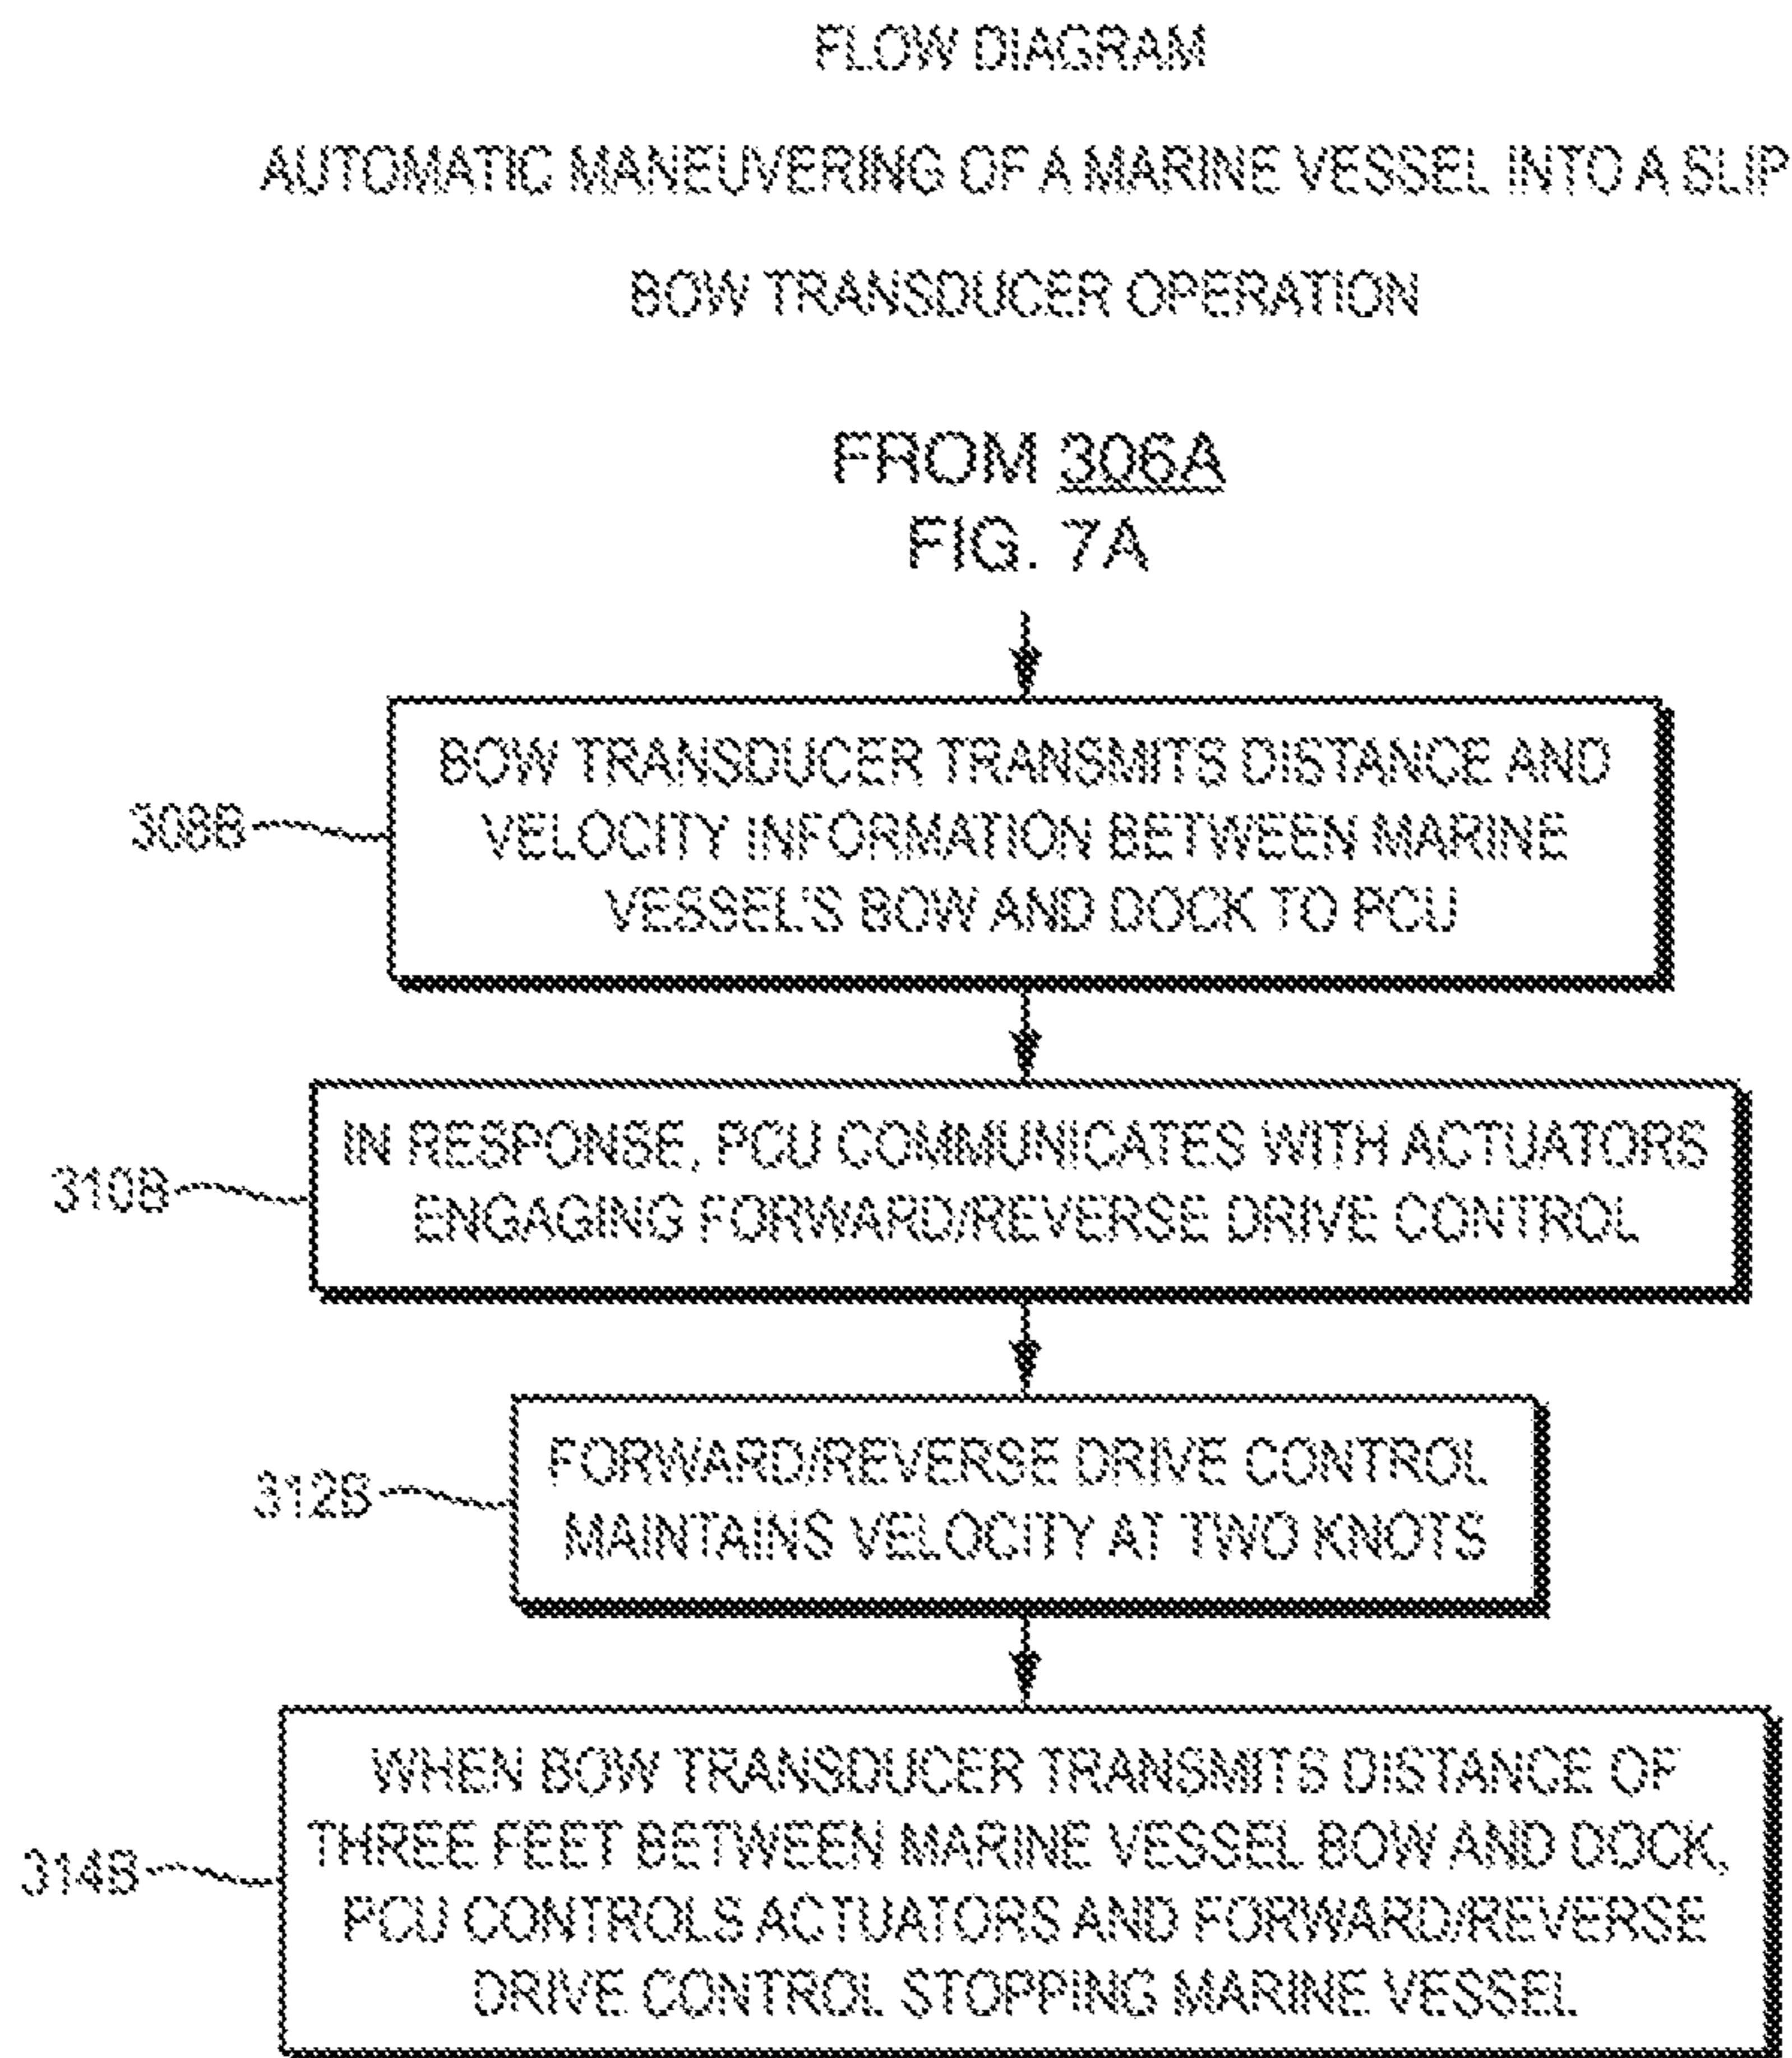 FLOW DIAGRAM
AUTOMATIC MANEUVERING OF A MARINE VESSEL INTO A SLIP
BOW TRANSDUCER OPERATION
FROM 306A
FIG. 7A
308B
BOW TRANSDUCER TRANSMITS DISTANCE AND
VELOCITY INFORMATION BETWEEN MARINE
VESSEL'S BOW AND DOCK TO PCU
310B
IN RESPONSE, PCU COMMUNICATES WITH ACTUATORS
ENGAGING FORWARD/REVERSE DRIVE CONTROL
312B
FORWARD/REVERSE DRIVE CONTROL
MAINTAINS VELOCITY AT TWO KNOTS
314B
WHEN BOW TRANSDUCER TRANSMITS DISTANCE OF
THREE FEET BETWEEN MARINE VESSEL BOW AND DOCK,
PCU CONTROLS ACTUATORS AND FORWARD/REVERSE
DRIVE CONTROL STOPPING MARINE VESSEL